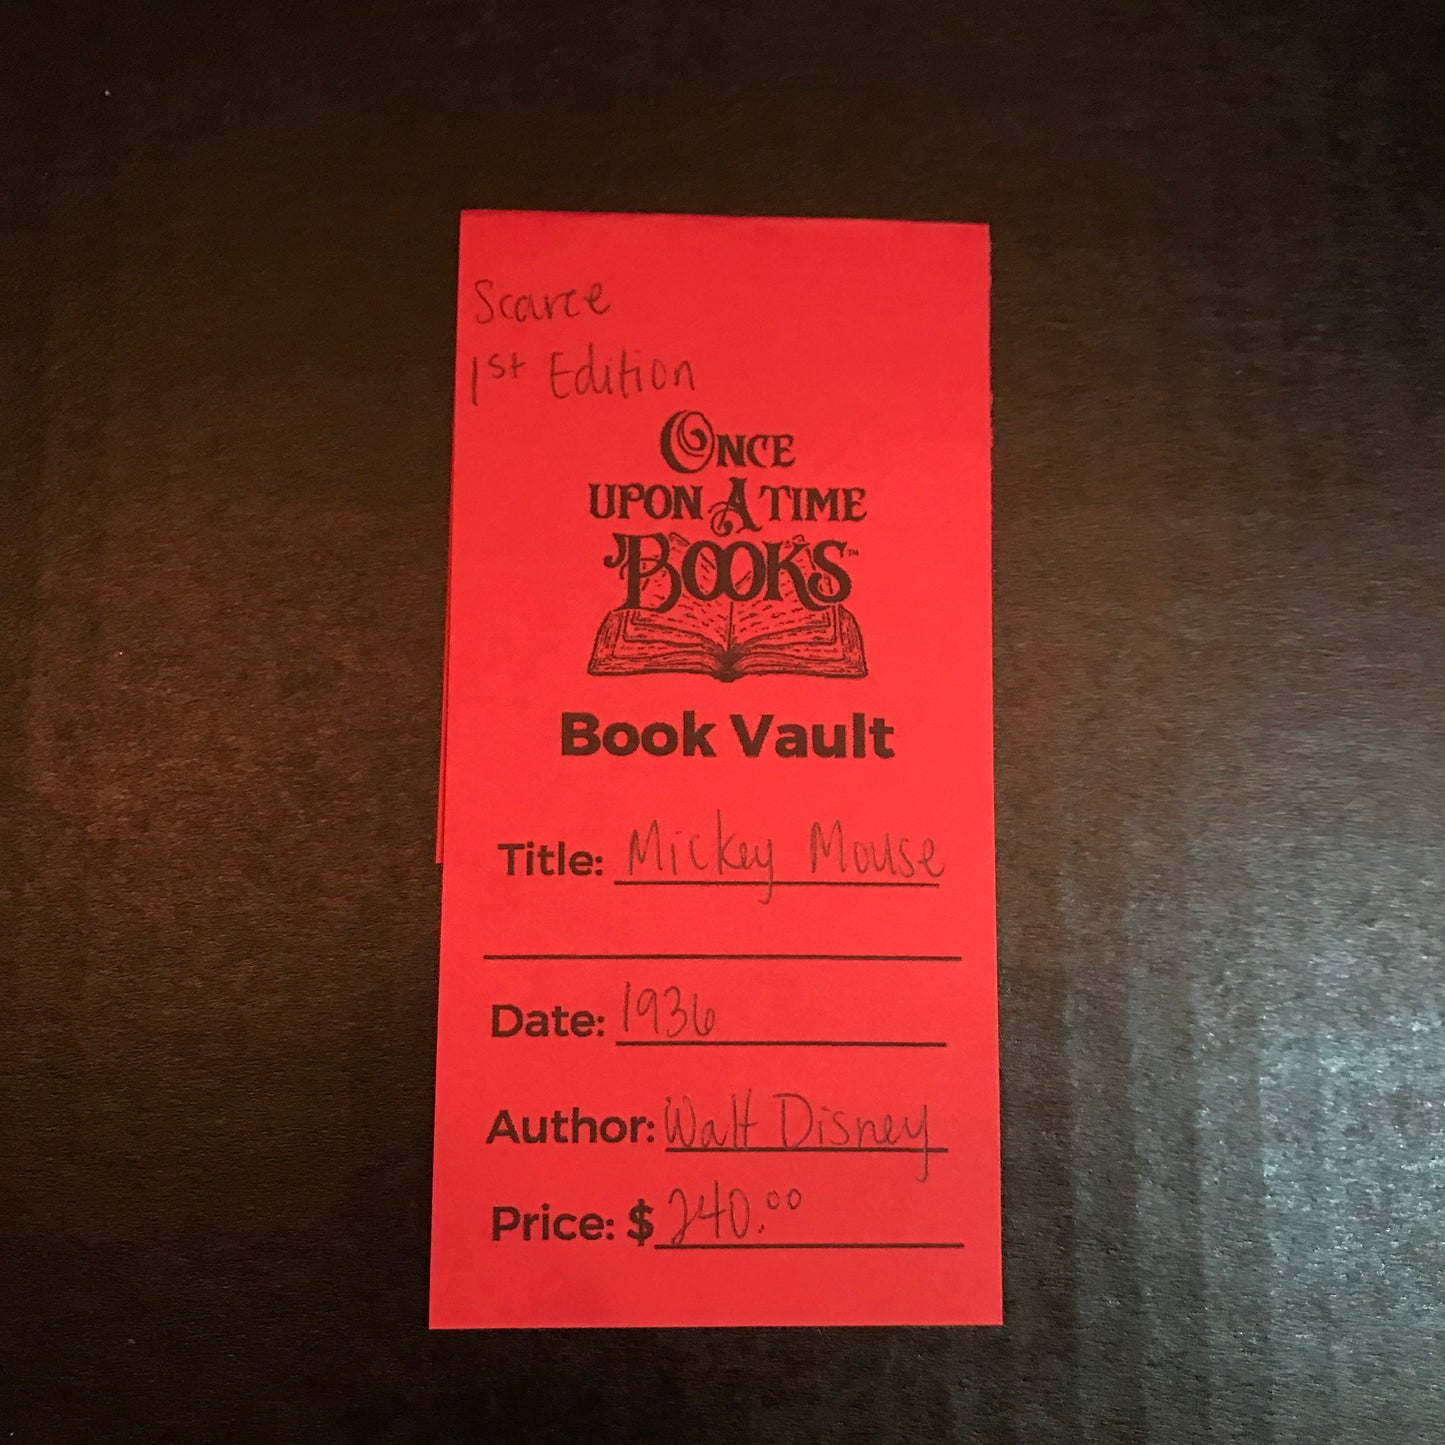 Scarce
1st Edition
ONCE
UPON A TIME
BOOKS™
Book Vault
Title: Mickey Mouse
Date: 1936
Author: Walt Disney
Price: $ 240.00